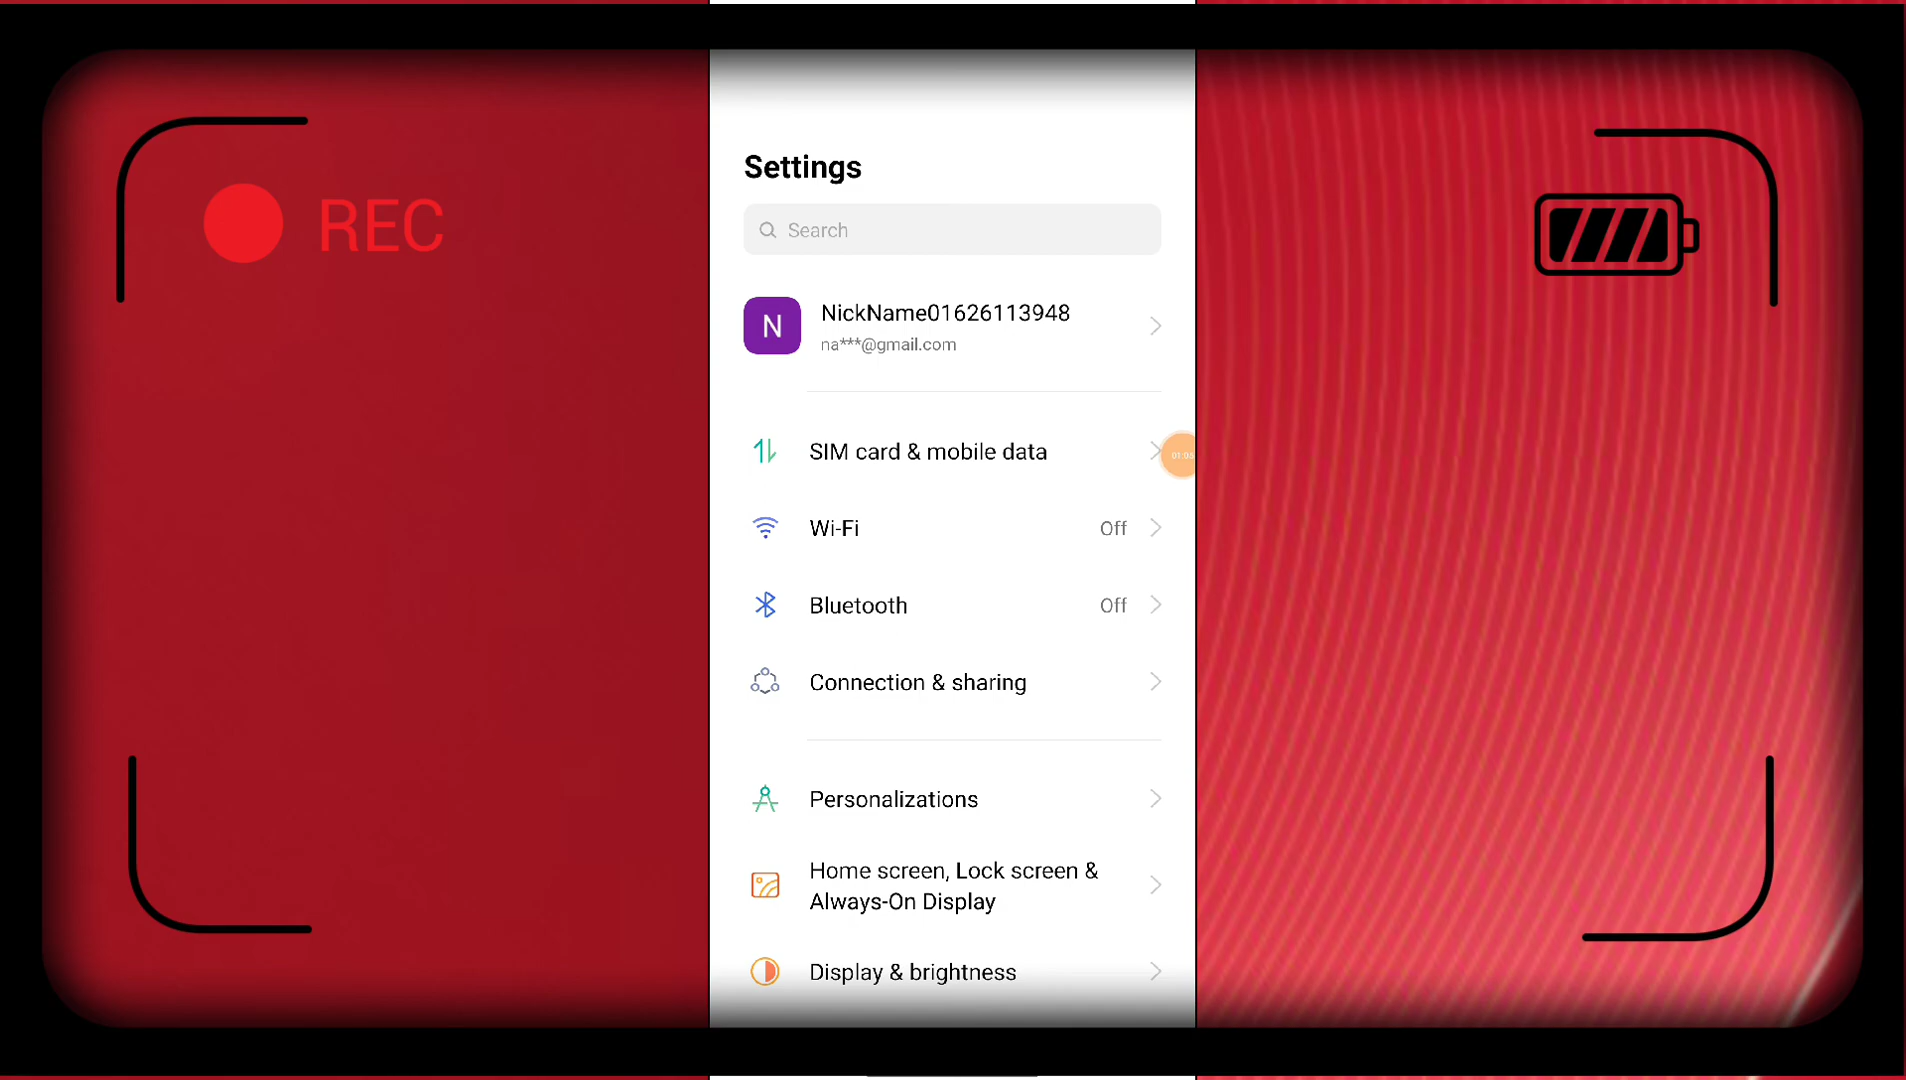 REC
Settings
Search
N
NickName01626113948
na***@gmail.com
SIM card & mobile data
Wi-Fi
Off
Bluetooth
Off
Connection & sharing
Personalizations
Home screen, Lock screen &
Always-On Display
Display & brightness